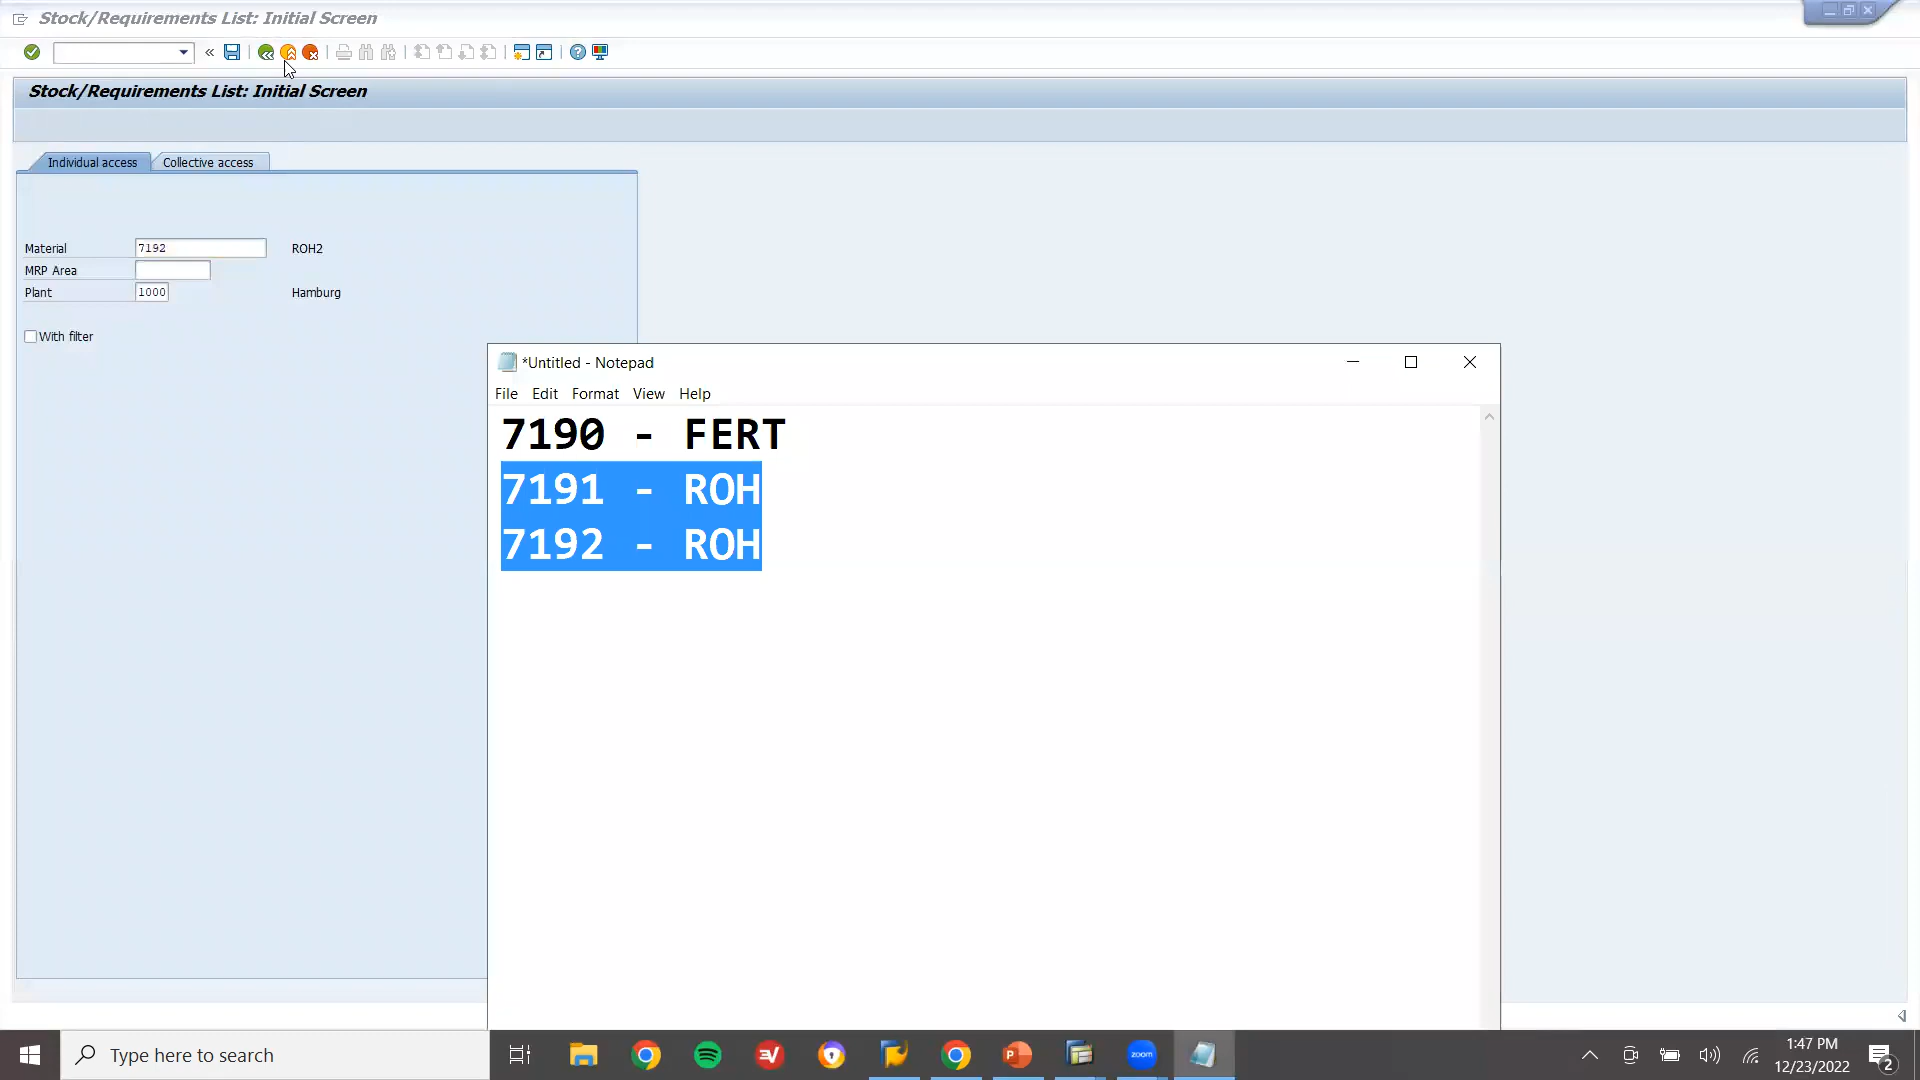 Stock/Requirements List: Initial Screen
Stock/Requirements List: Initial Screen
Individual access
Collective access
Material 7192 ROH2
MRP Area
Plant 1000 Hamburg
With filter
*Untitled - Notepad
File Edit Format View Help
7190 - FERT
7191 - ROH
7192 - ROH
Type here to search
zoom
1:47 PM
12/23/2022
2